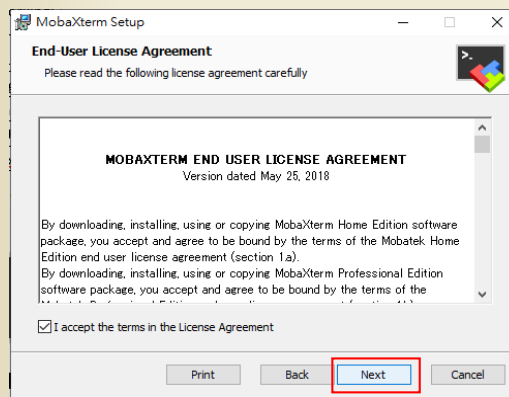 MobaXterm Setup
End-User License Agreement
Please read the following license agreement carefully
>.
MOBAXTERM END USER LICENSE AGREEMENT
Version dated May 25, 2018
By downloading, installing, using or copying MobaXterm Home Edition software
package, you accept and agree to be bound by the terms of the Mobatek Home
Edition end user license agreement (section 1.a).
By downloading, installing, using or copying MobaXterm Professional Edition
software package, you accept and agree to be bound by the terms of the
I accept the terms in the License Agreement
Print Back Next Cancel